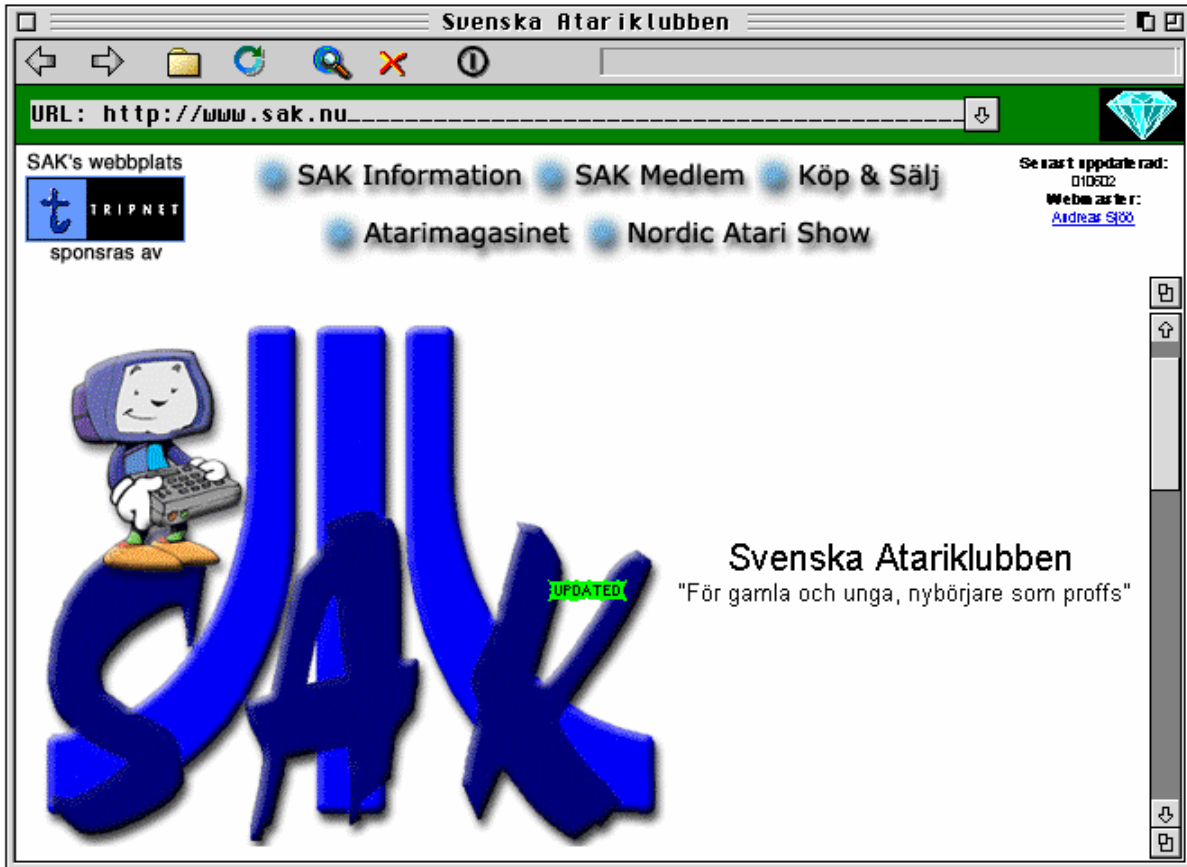 Svenska Atariklubben
URL: http://www.sak.nu
SAK's webbplats
TRIPNET
sponsras av
SAK Information
SAK Medlem
Köp & Sälj
Atarimagasinet
Nordic Atari Show
Senast uppdaterad:
010602
Webmaster:
Andreas Sjöö
SAK
UPDATED
Svenska Atariklubben
"För gamla och unga, nybörjare som proffs"